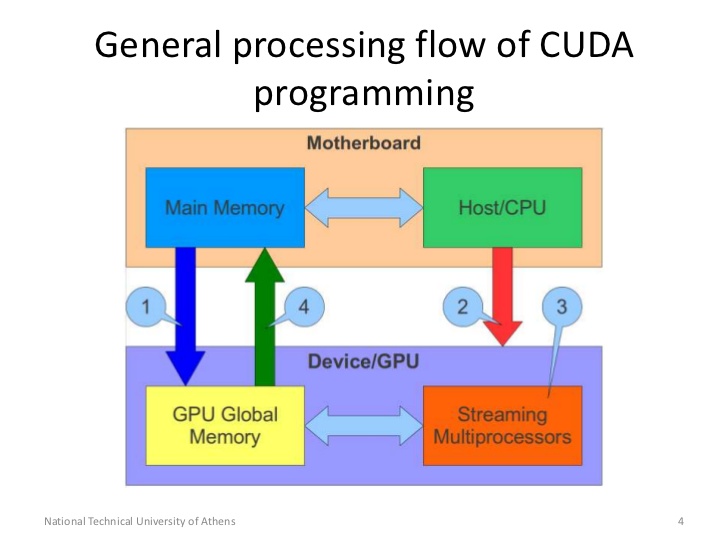 General processing flow of CUDA
programming
Motherboard
Main Memory
Host/CPU
1
4
2
3
Device/GPU
GPU Global
Memory
Streaming
Multiprocessors
National Technical University of Athens
4